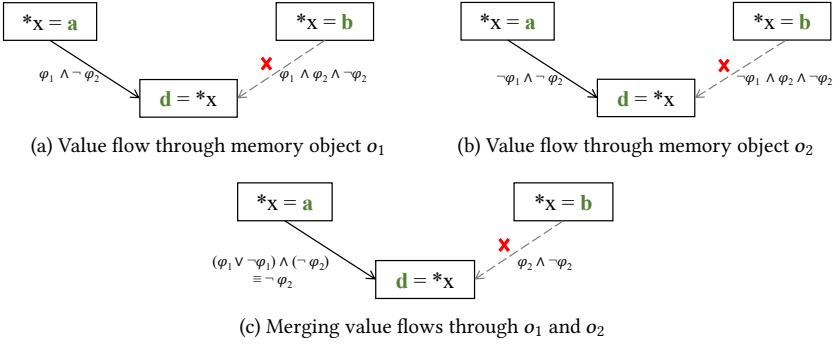 *x = a
*x = b
φ₁ ∧ ¬ φ₂
φ₁ ∧ φ₂ ∧ ¬φ₂
d = *x
(a) Value flow through memory object o₁
*x = a
*x = b
¬φ₁ ∧ ¬ φ₂
¬φ₁ ∧ φ₂ ∧ ¬φ₂
d = *x
(b) Value flow through memory object o₂
*x = a
*x = b
(φ₁ ∨ ¬φ₁) ∧ (¬ φ₂)
≡ ¬ φ₂
φ₂ ∧ ¬φ₂
d = *x
(c) Merging value flows through o₁ and o₂